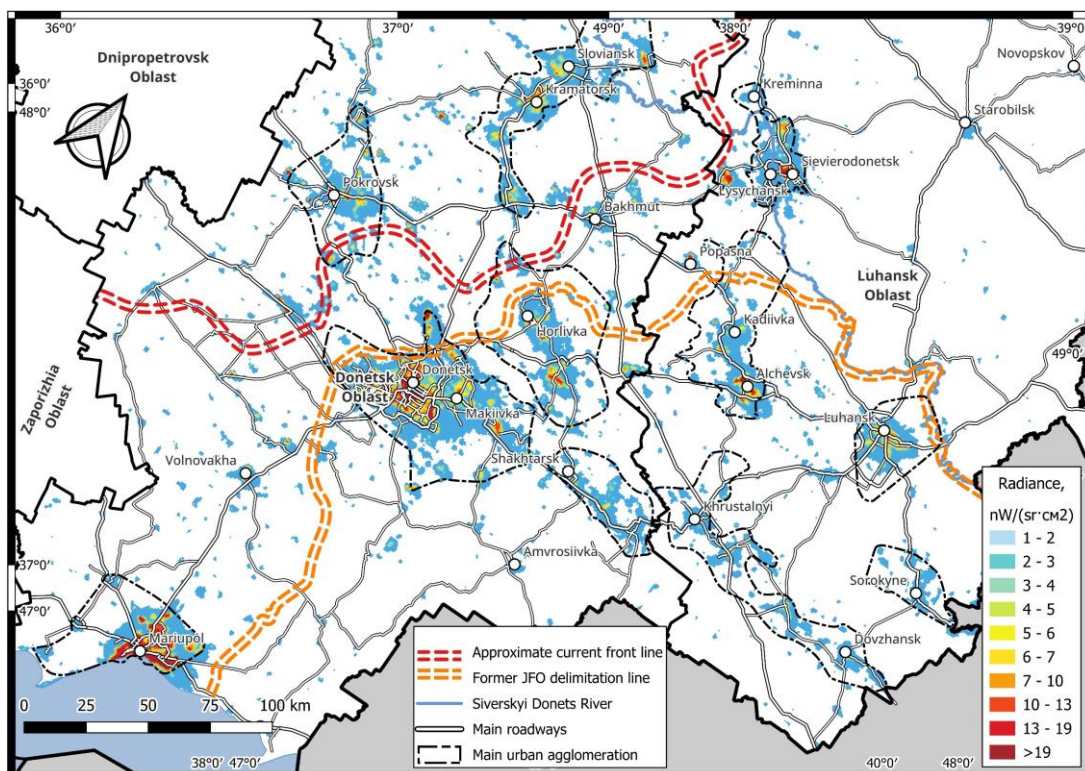 36°0'
37°0'
49°0'
38°0'
39°0'
Dnipropetrovsk
Oblast
Sloviansk
Novopskov
36°0'
48°0'
Kramatorsk
Kreminna
Starobilsk
Sievierodonetsk
Pokrovsk
Lysychansk
Bakhmut
Popasna
Luhansk
Oblast
Horlivka
Kadiivka
49°0'
Donetsk
Donetsk
Oblast
Alchevsk
Zaporizhia
Oblast
Makiivka
Luhansk
Volnovakha
Shakhtarsk
Khrustalnyi
Amvrosiivka
37°0'
47°0'
Sorokyne
Mariupol
Dovzhansk
0 25 50 75 100 km
38°0'
47°0'
40°0'
48°0'
Approximate current front line
Former JFO delimitation line
Siverskyi Donets River
Main roadways
Main urban agglomeration
Radiance,
nW/(sr·см2)
1 - 2
2 - 3
3 - 4
4 - 5
5 - 6
6 - 7
7 - 10
10 - 13
13 - 19
>19